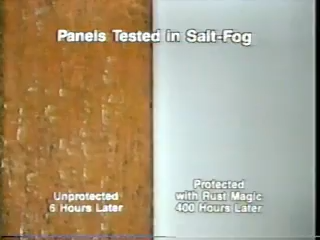 Panels Tested in Salt-Fog
Unprotected
6 Hours Later
Protected
with Rust Magic
400 Hours Later